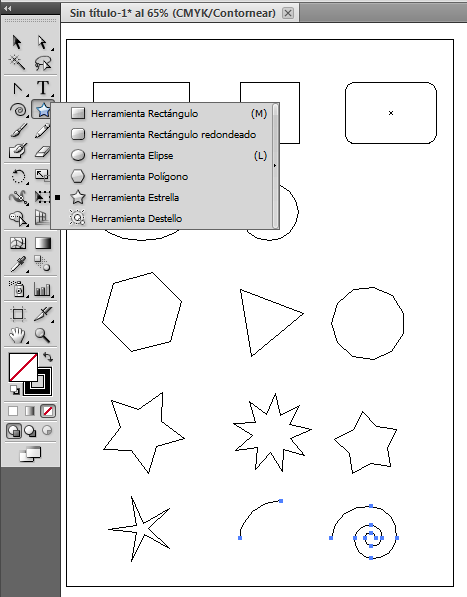 Sin título-1* al 65% (CMYK/Contornear)
Herramienta Rectángulo (M)
Herramienta Rectángulo redondeado
Herramienta Elipse (L)
Herramienta Polígono
Herramienta Estrella
Herramienta Destello